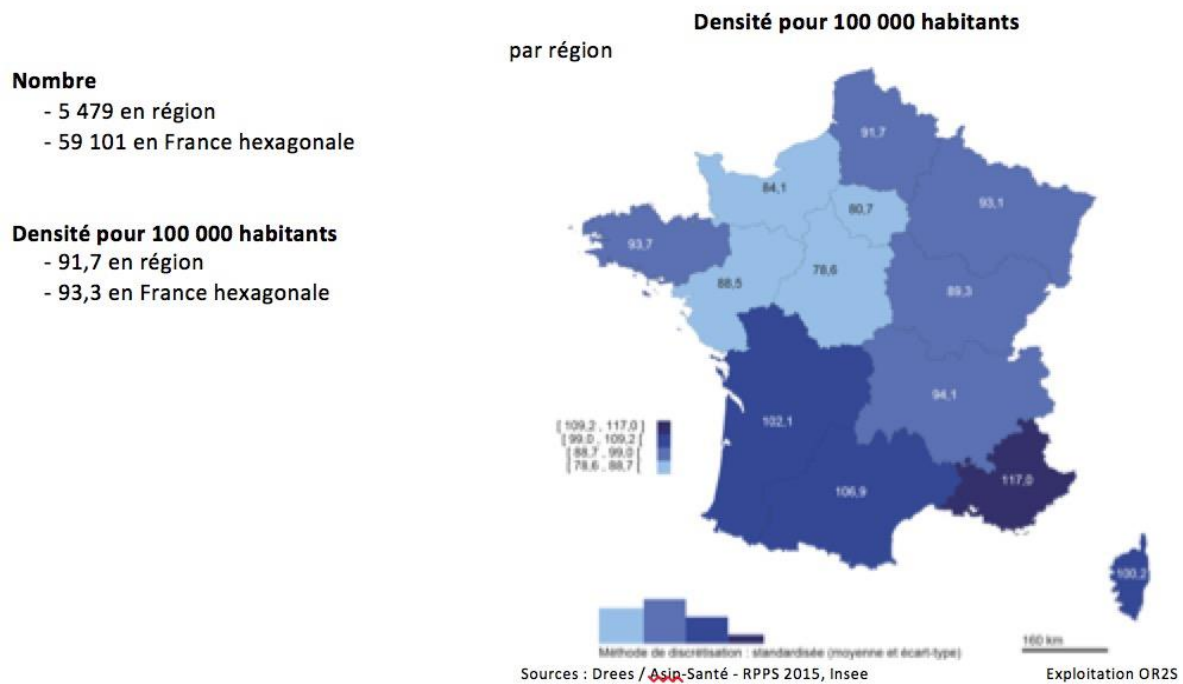 Densité pour 100 000 habitants
par région
Nombre
- 5 479 en région
- 59 101 en France hexagonale
Densité pour 100 000 habitants
- 91,7 en région
- 93,3 en France hexagonale
91,7
84,1
80,7
93,1
93,7
88,5
78,6
89,3
94,1
102,1
106,9
117,0
100,2
[ 109,2 , 117,0 ]
[ 99,0 , 109,2 [
[ 88,7 , 99,0 [
[ 78,6 , 88,7 [
160 km
Méthode de discrétisation : standardisée (moyenne et écart-type)
Sources : Drees / Asip-Santé - RPPS 2015, Insee
Exploitation OR2S